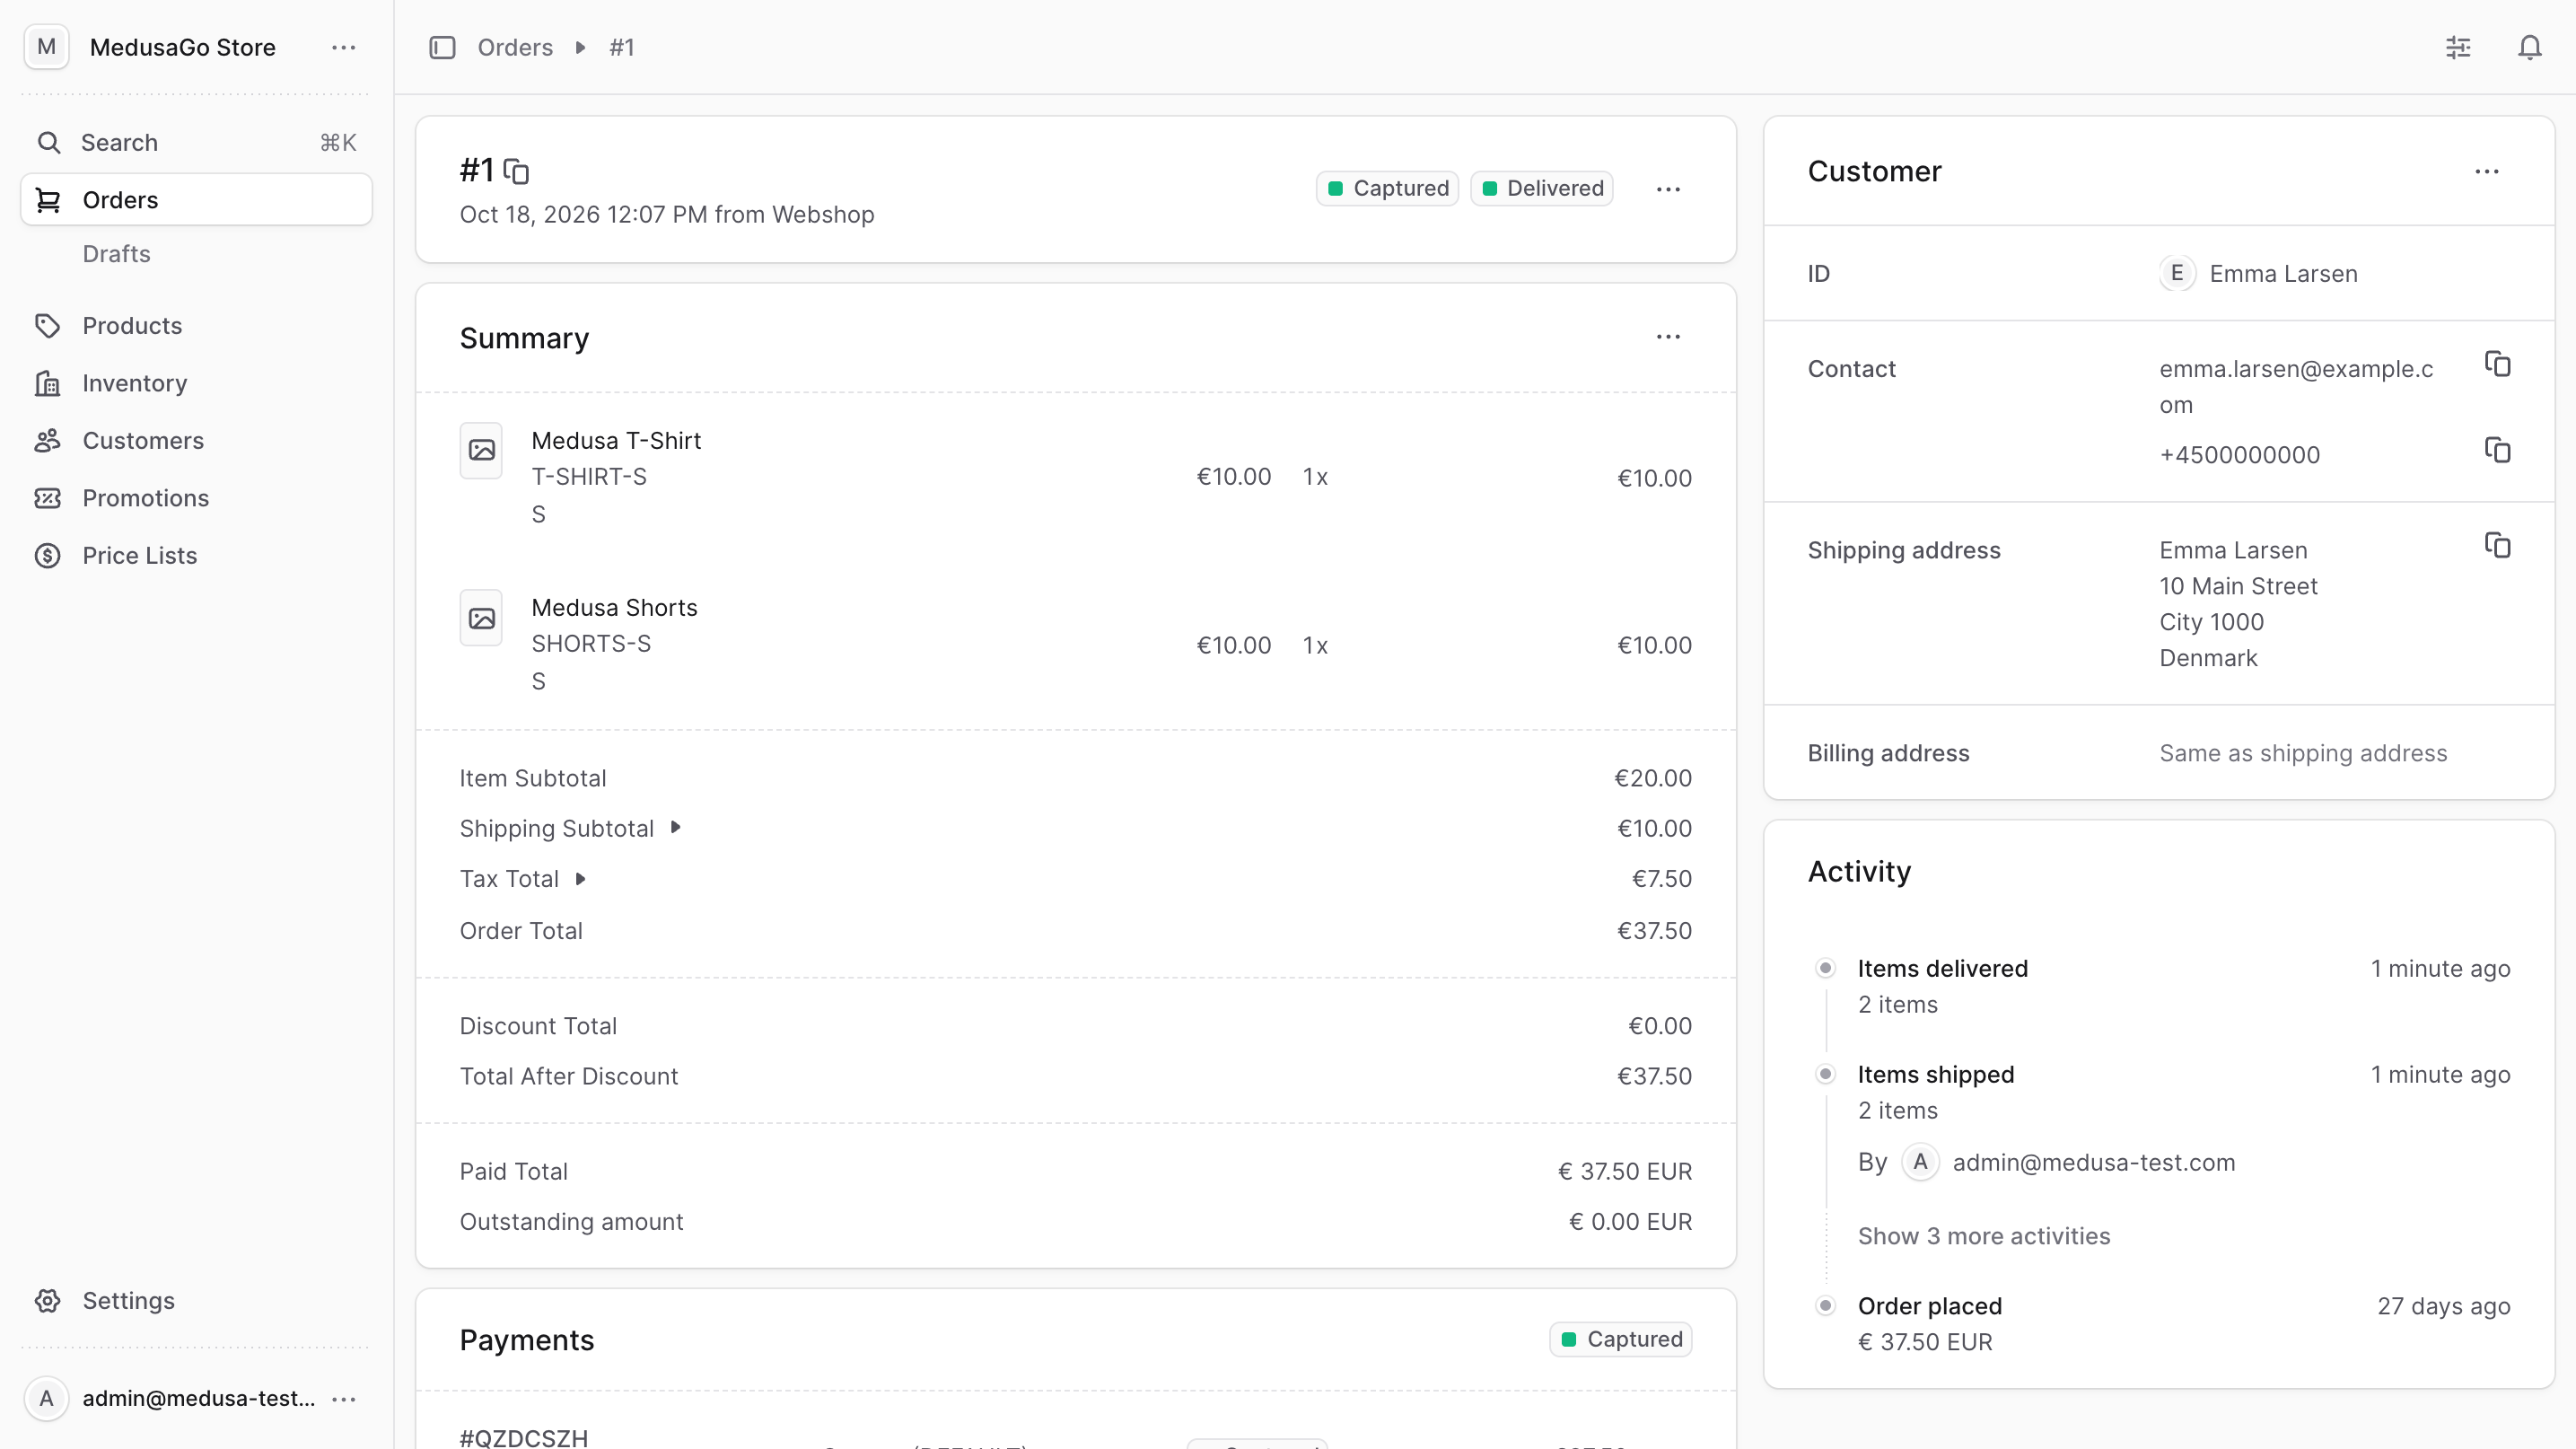 M MedusaGo Store
Search ⌘K
Orders
Drafts
Products
Inventory
Customers
Promotions
Price Lists
Settings
A admin@medusa-test...
Orders #1
#1
Oct 18, 2026 12:07 PM from Webshop
Captured Delivered
Summary
Medusa T-Shirt
T-SHIRT-S
S
€10.00 1x €10.00
Medusa Shorts
SHORTS-S
S
€10.00 1x €10.00
Item Subtotal €20.00
Shipping Subtotal €10.00
Tax Total €7.50
Order Total €37.50
Discount Total €0.00
Total After Discount €37.50
Paid Total € 37.50 EUR
Outstanding amount € 0.00 EUR
Payments Captured
#QZDCSZH
Customer
ID E Emma Larsen
Contact emma.larsen@example.c
om
+4500000000
Shipping address Emma Larsen
10 Main Street
City 1000
Denmark
Billing address Same as shipping address
Activity
Items delivered 1 minute ago
2 items
Items shipped 1 minute ago
2 items
By A admin@medusa-test.com
Show 3 more activities
Order placed 27 days ago
€ 37.50 EUR